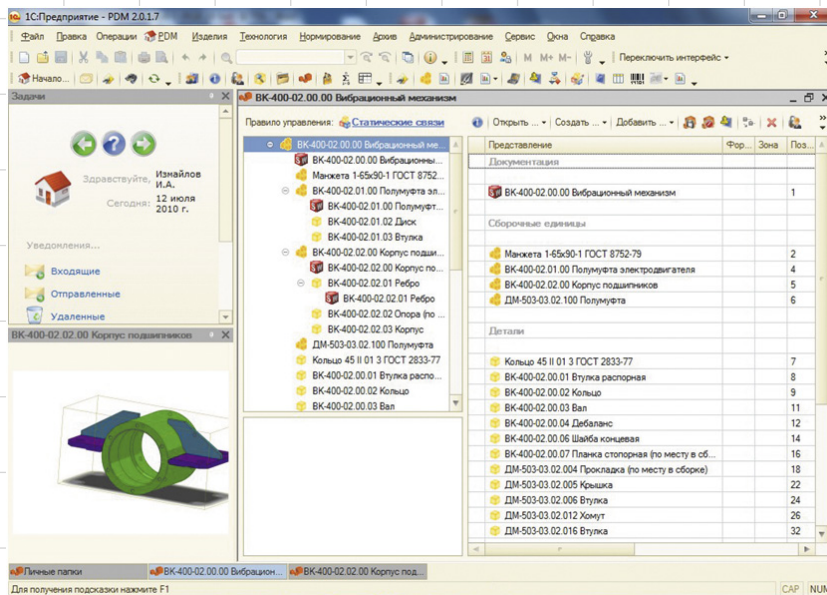 1С:Предприятие - PDM 2.0.1.7
Файл Правка Операции PDM Изделия Технология Нормирование Архив Администрирование Сервис Окна Справка
M M+ M- Переключить интерфейс
Начало...
Задачи
Здравствуйте, Измайлов И.А.
Сегодня: 12 июля 2010 г.
Уведомления...
Входящие
Отправленные
Удаленные
ВК-400-02.02.00 Корпус подшипников
ВК-400-02.00.00 Вибрационный механизм
Правило управления: Статические связи
Открыть ... Создать ... Добавить ...
ВК-400-02.00.00 Вибрационный ме...
ВК-400-02.00.00 Вибрационны...
Манжета 1-65х90-1 ГОСТ 8752...
ВК-400-02.01.00 Полумуфта эл...
ВК-400-02.01.00 Полумуфт...
ВК-400-02.01.02 Диск
ВК-400-02.01.03 Втулка
ВК-400-02.02.00 Корпус подши...
ВК-400-02.02.00 Корпус по...
ВК-400-02.02.01 Ребро
ВК-400-02.02.01 Ребро
ВК-400-02.02.02 Опора (по ...
ВК-400-02.02.03 Корпус
ДМ-503-03.02.100 Полумуфта
Кольцо 45 II 01 3 ГОСТ 2833-77
ВК-400-02.00.01 Втулка распо...
ВК-400-02.00.02 Кольцо
ВК-400-02.00.03 Вал
Представление Фор... Зона Поз...
Документация
ВК-400-02.00.00 Вибрационный механизм 1
Сборочные единицы
Манжета 1-65х90-1 ГОСТ 8752-79 2
ВК-400-02.01.00 Полумуфта электродвигателя 4
ВК-400-02.02.00 Корпус подшипников 5
ДМ-503-03.02.100 Полумуфта 6
Детали
Кольцо 45 II 01 3 ГОСТ 2833-77 7
ВК-400-02.00.01 Втулка распорная 8
ВК-400-02.00.02 Кольцо 9
ВК-400-02.00.03 Вал 11
ВК-400-02.00.04 Дебаланс 12
ВК-400-02.00.06 Шайба концевая 14
ВК-400-02.00.07 Планка стопорная (по месту в сб... 16
ДМ-503-03.02.004 Прокладка (по месту в сборке) 18
ДМ-503-03.02.005 Крышка 22
ДМ-503-03.02.006 Втулка 24
ДМ-503-03.02.012 Хомут 26
ДМ-503-03.02.016 Втулка 32
Личные папки ВК-400-02.00.00 Вибрацион... ВК-400-02.02.00 Корпус под...
Для получения подсказки нажмите F1 CAP NUM